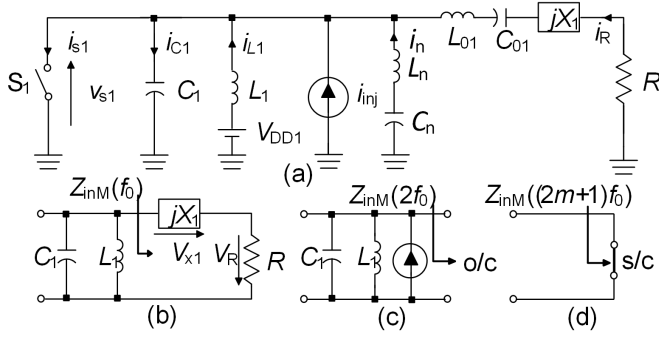 i_s1
i_C1
i_L1
i_n
L_01
C_01
jX_1
i_R
S_1
v_s1
C_1
L_1
i_inj
L_n
R
V_DD1
C_n
(a)
Z_inM(f_0)
Z_inM(2f_0)
Z_inM((2m+1)f_0)
jX_1
C_1
L_1
V_x1
V_R
R
C_1
L_1
o/c
s/c
(b)
(c)
(d)